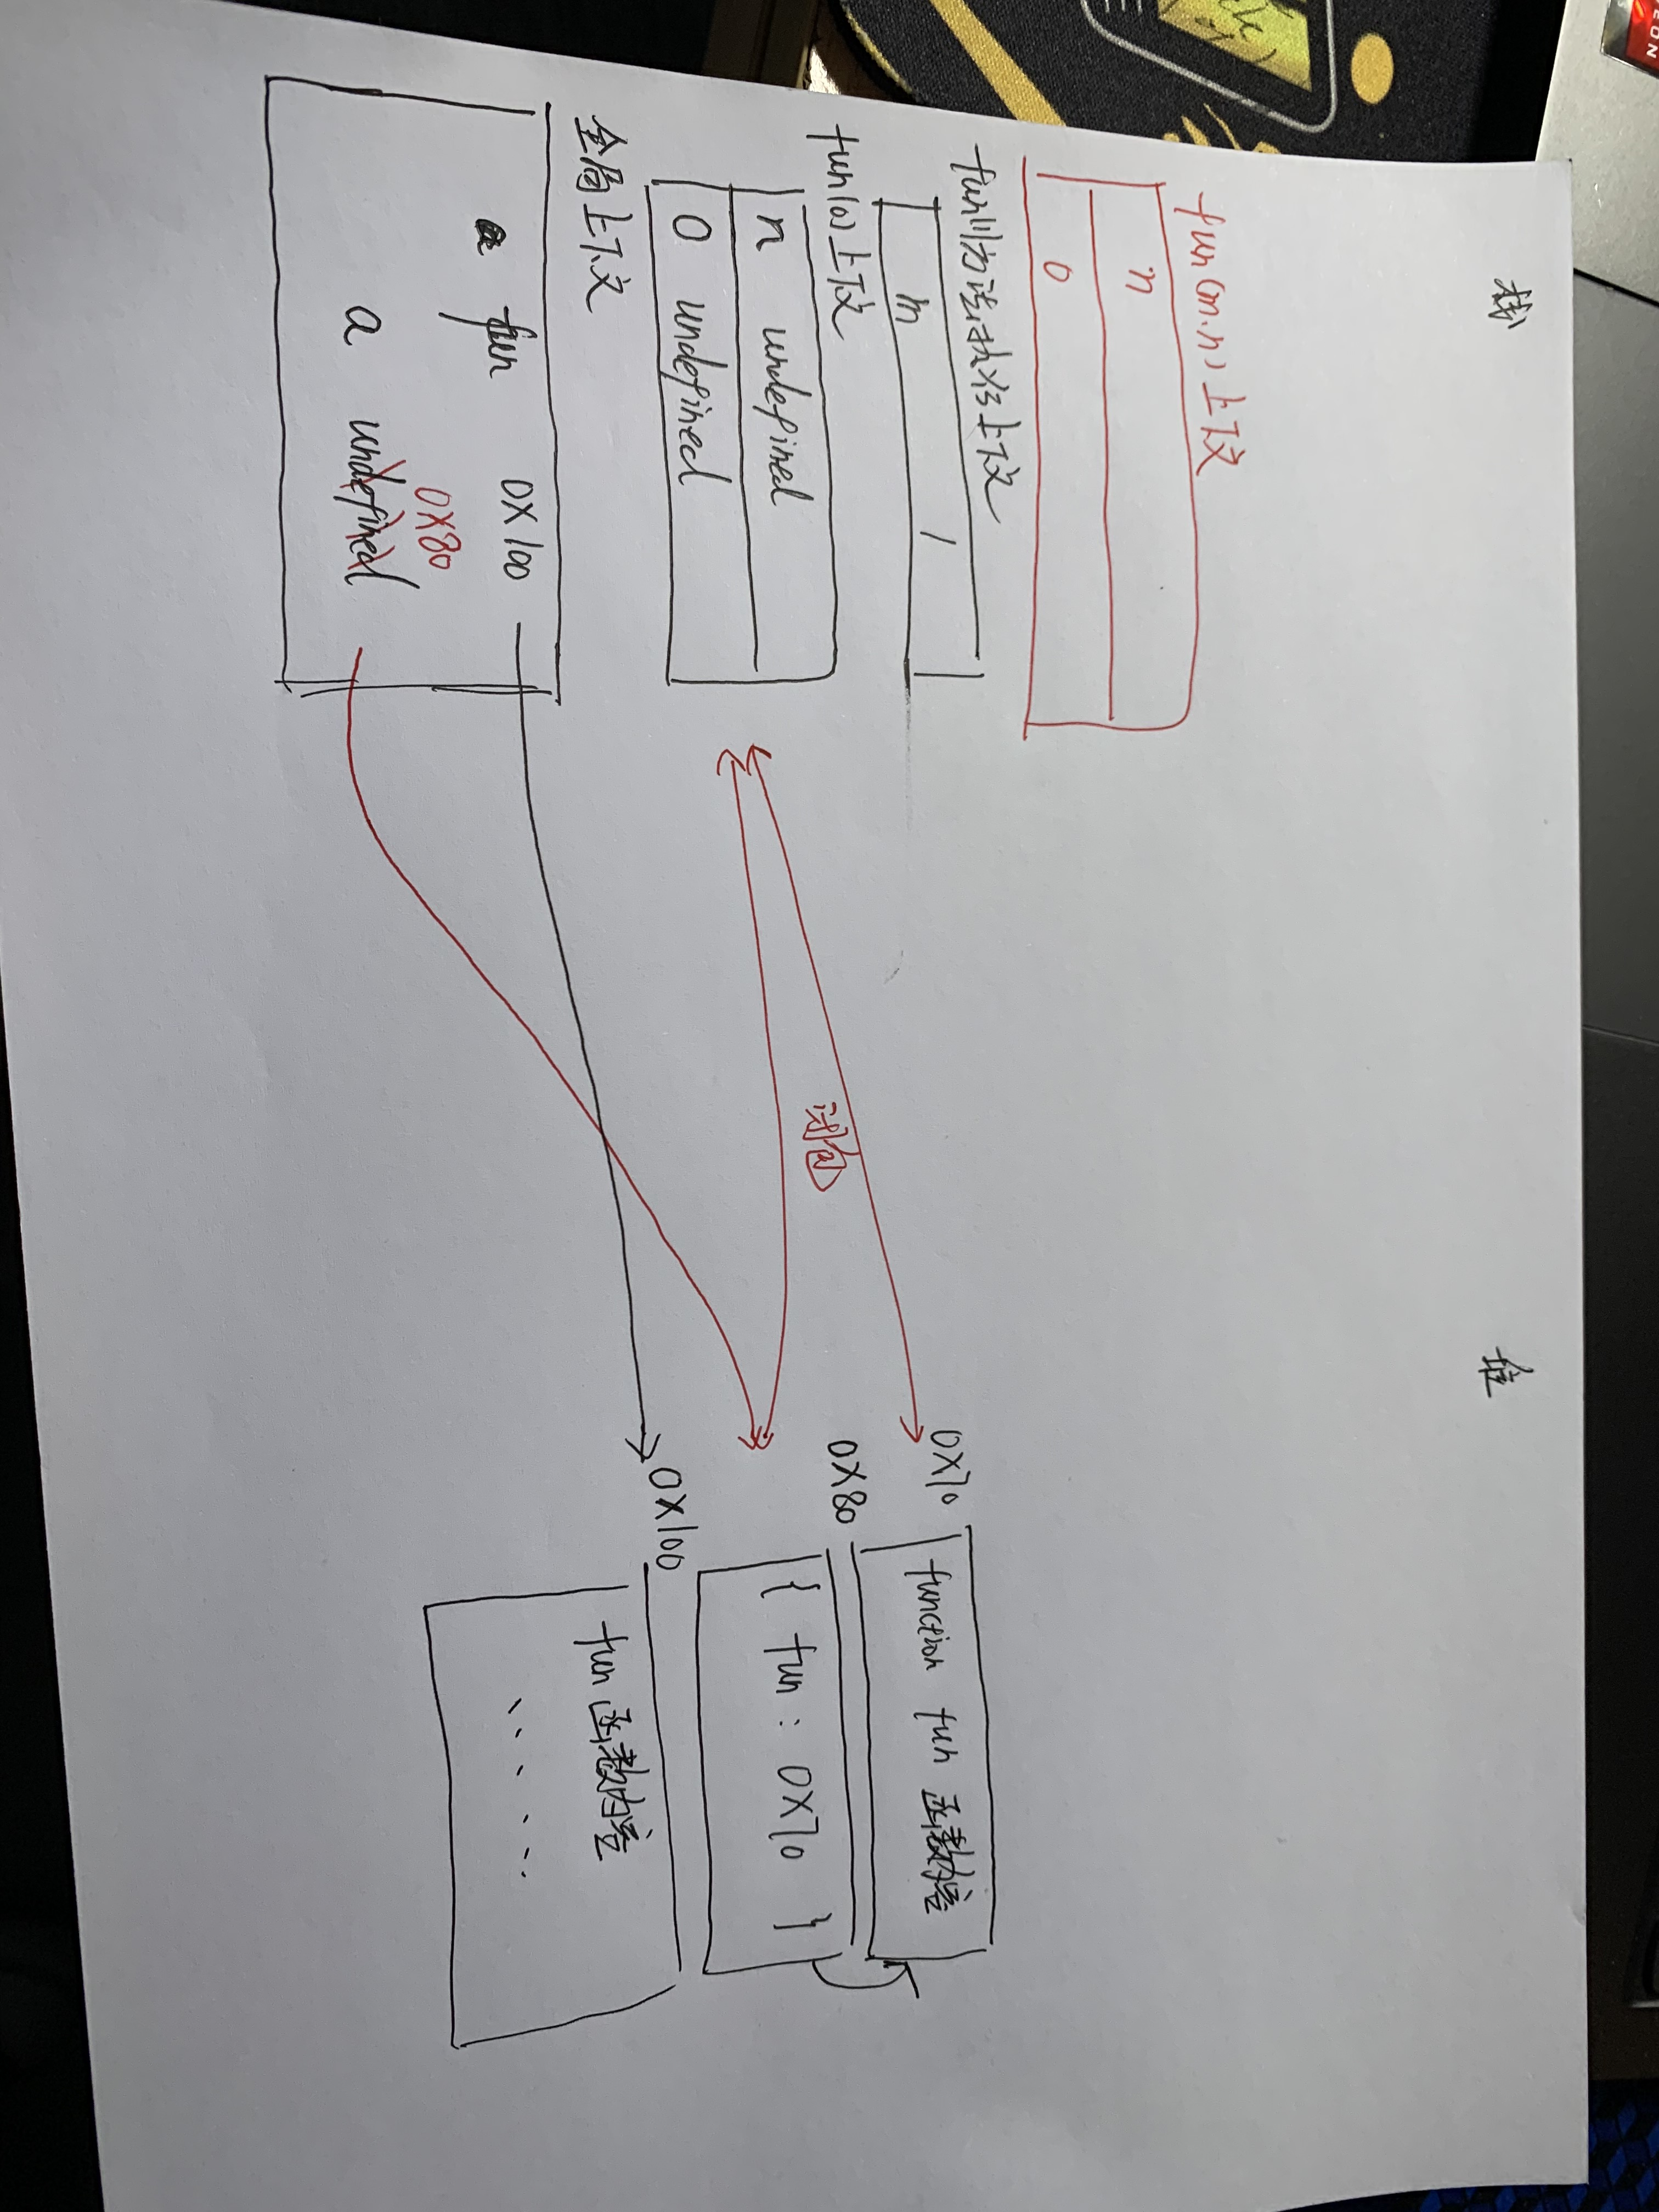 栈
堆
fun(m.n)上下文
n
o
fun(1)方法执行上下文
m 1
fun(0)上下文
n undefined
o undefined
全局上下文
fun 0X100
0X80
a undefined
闭包
0X70
function fun 函数内容
0X80
{ fun : 0X70 }
0X100
fun 函数内容
......